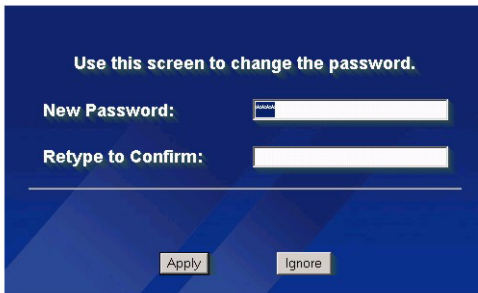 Use this screen to change the password.
New Password:
Retype to Confirm:
Apply
Ignore